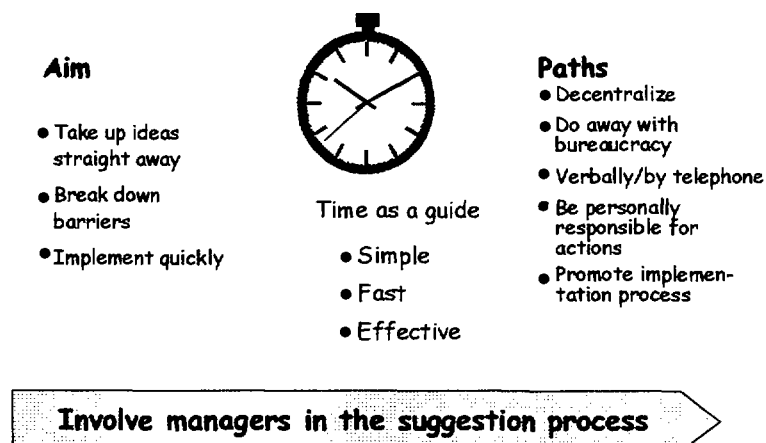 Aim
• Take up ideas
straight away
• Break down
barriers
• Implement quickly
Time as a guide
• Simple
• Fast
• Effective
Paths
• Decentralize
• Do away with
bureaucracy
• Verbally/by telephone
• Be personally
responsible for
actions
• Promote implemen-
tation process
Involve managers in the suggestion process